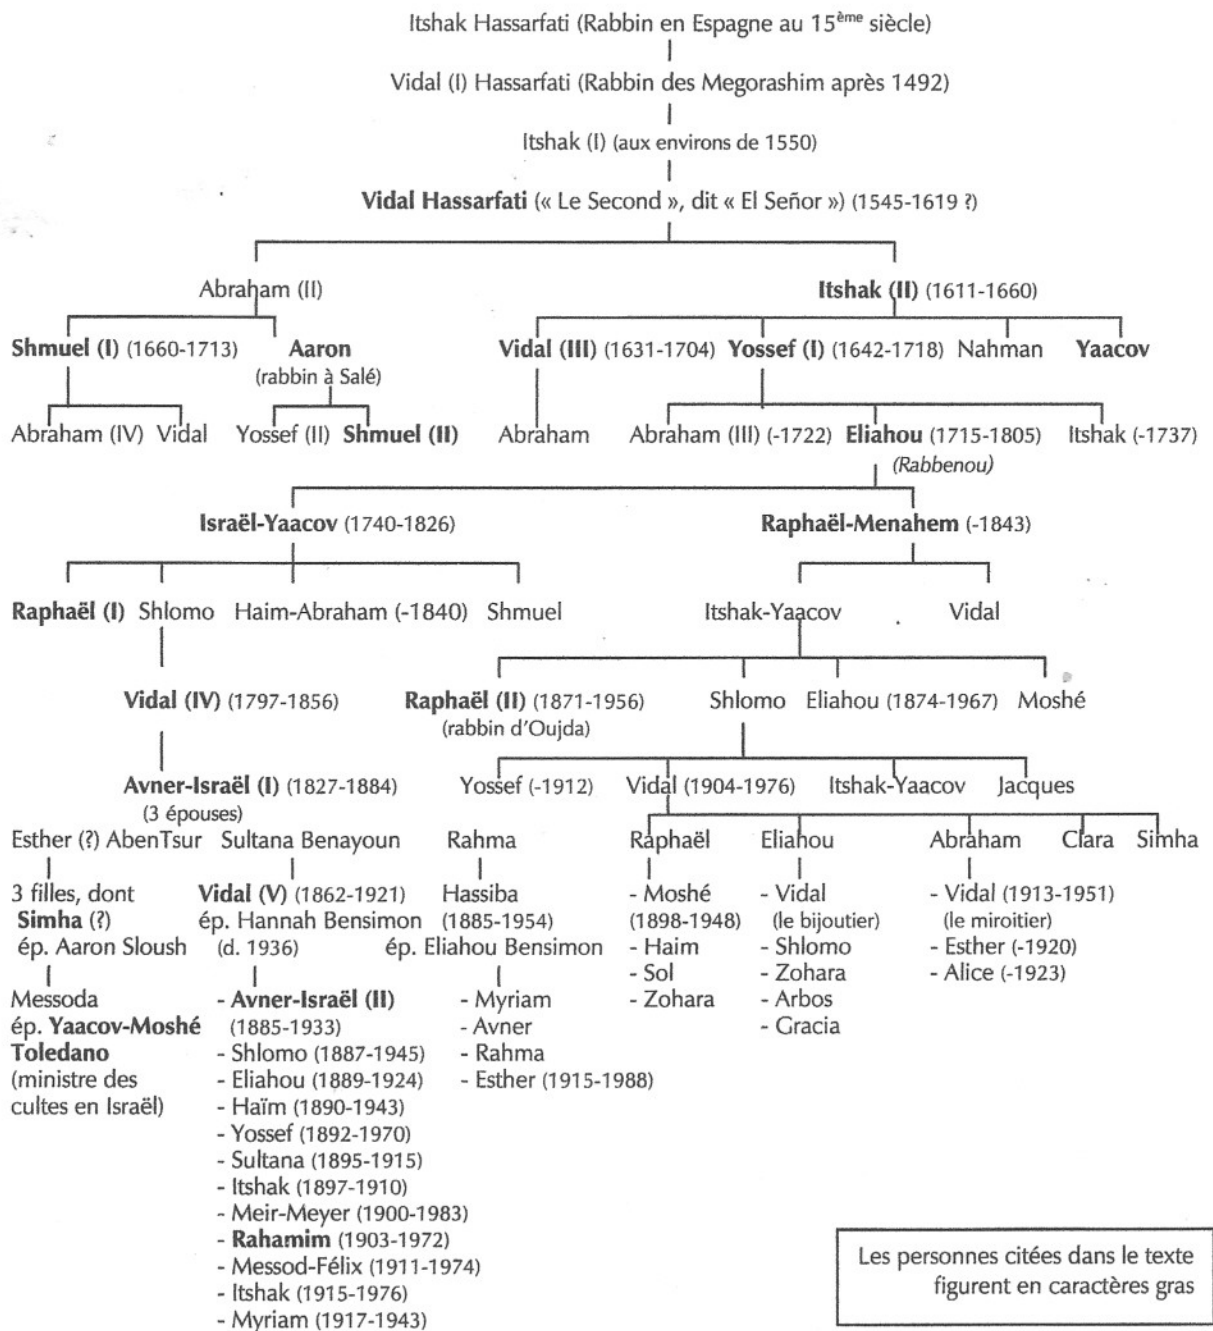 Itshak Hassarfati (Rabbin en Espagne au 15ème siècle)
Vidal (I) Hassarfati (Rabbin des Megorashim après 1492)
Itshak (I) (aux environs de 1550)
Vidal Hassarfati (« Le Second », dit « El Señor ») (1545-1619 ?)
Abraham (II) Itshak (II) (1611-1660)
Shmuel (I) (1660-1713) Aaron Vidal (III) (1631-1704) Yossef (I) (1642-1718) Nahman Yaacov
(rabbin à Salé)
Abraham (IV) Vidal Yossef (II) Shmuel (II) Abraham Abraham (III) (-1722) Eliahou (1715-1805) Itshak (-1737)
(Rabbenou)
Israël-Yaacov (1740-1826) Raphaël-Menahem (-1843)
Raphaël (I) Shlomo Haim-Abraham (-1840) Shmuel Itshak-Yaacov Vidal
Vidal (IV) (1797-1856) Raphaël (II) (1871-1956) Shlomo Eliahou (1874-1967) Moshé
(rabbin d'Oujda)
Avner-Israël (I) (1827-1884) Yossef (-1912) Vidal (1904-1976) Itshak-Yaacov Jacques
(3 épouses)
Esther (?) AbenTsur Sultana Benayoun Rahma Raphaël Eliahou Abraham Clara Simha
3 filles, dont Vidal (V) (1862-1921) Hassiba - Moshé - Vidal - Vidal (1913-1951)
Simha (?) ép. Hannah Bensimon (1885-1954) (1898-1948) (le bijoutier) (le miroitier)
ép. Aaron Sloush (d. 1936) ép. Eliahou Bensimon - Haim - Shlomo - Esther (-1920)
- Sol - Zohara - Alice (-1923)
Messoda - Avner-Israël (II) - Myriam - Zohara - Arbos
ép. Yaacov-Moshé (1885-1933) - Avner - Gracia
Toledano - Shlomo (1887-1945) - Rahma
(ministre des - Eliahou (1889-1924) - Esther (1915-1988)
cultes en Israël) - Haïm (1890-1943)
- Yossef (1892-1970)
- Sultana (1895-1915)
- Itshak (1897-1910)
- Meir-Meyer (1900-1983)
- Rahamim (1903-1972)
- Messod-Félix (1911-1974)
- Itshak (1915-1976)
- Myriam (1917-1943)
Les personnes citées dans le texte
figurent en caractères gras